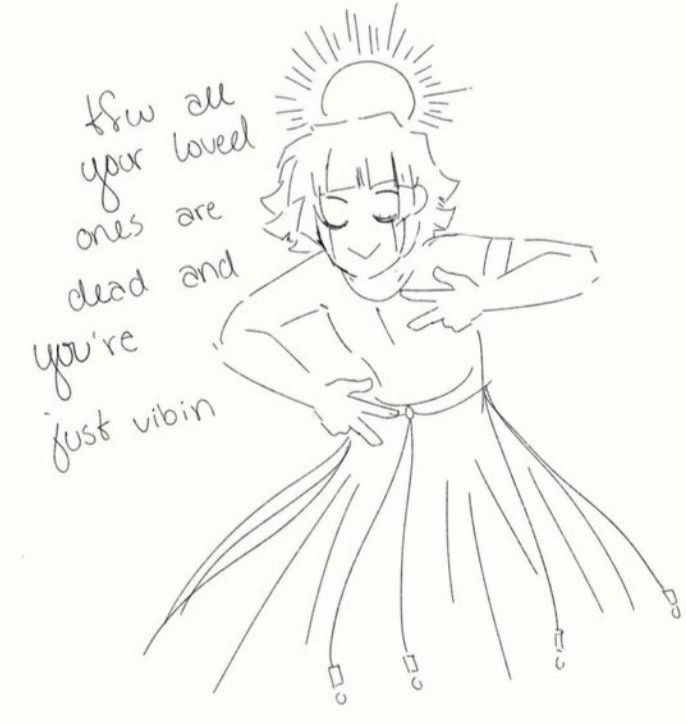 tfw all
your loved
ones are
dead and
you're
just vibin